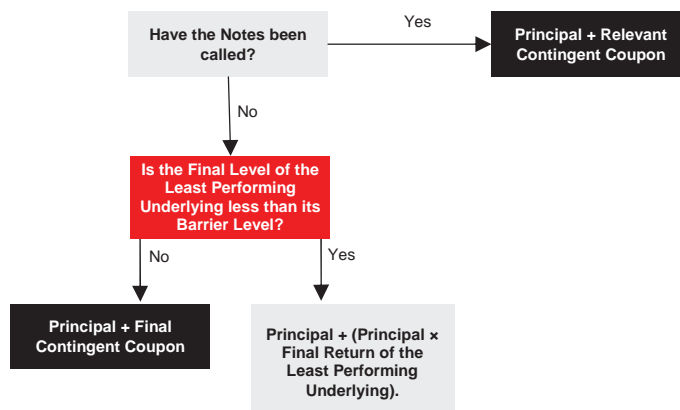 Have the Notes been
called?
Yes
Principal + Relevant
Contingent Coupon
No
Is the Final Level of the
Least Performing
Underlying less than its
Barrier Level?
No
Yes
Principal + Final
Contingent Coupon
Principal + (Principal ×
Final Return of the
Least Performing
Underlying).